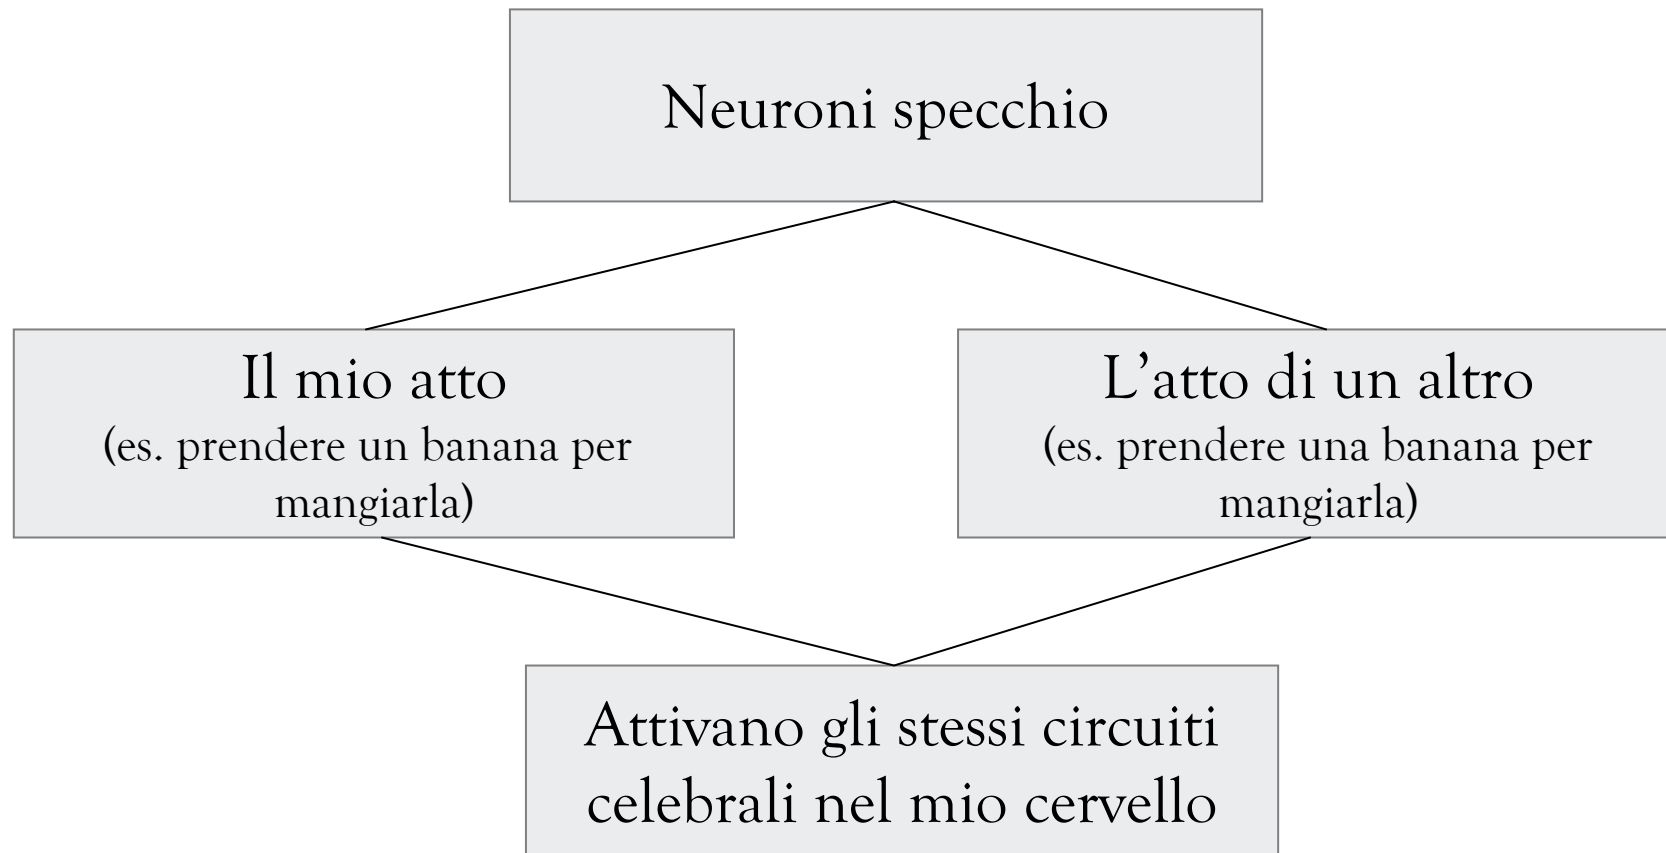 Neuroni specchio
Il mio atto
(es. prendere un banana per
mangiarla)
L’atto di un altro
(es. prendere una banana per
mangiarla)
Attivano gli stessi circuiti
celebrali nel mio cervello